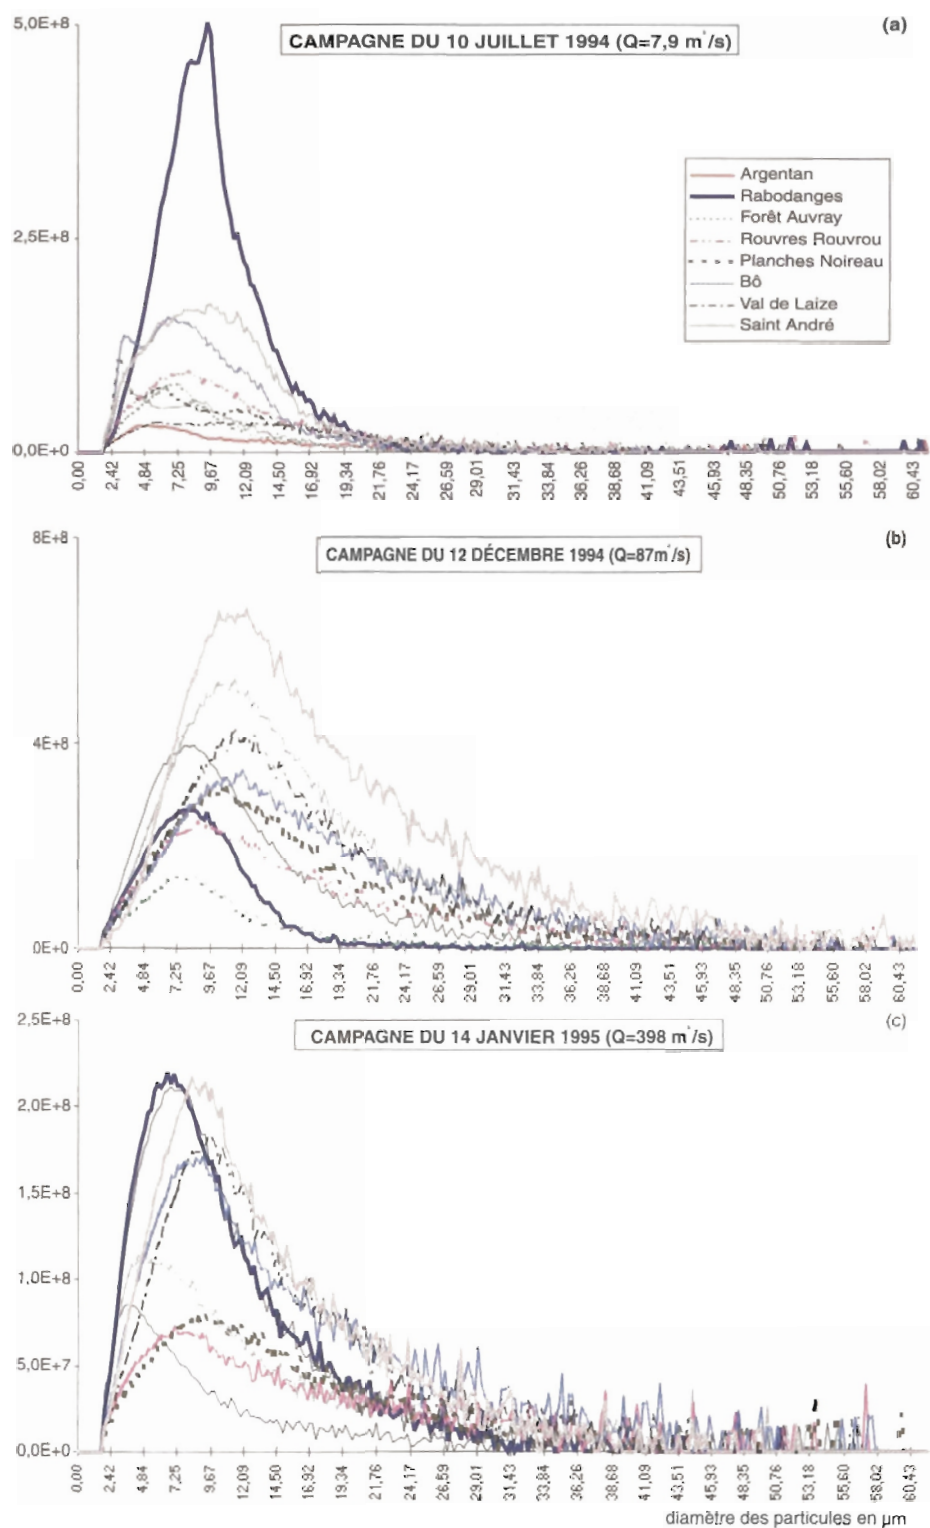 5,0E+8
(a)
CAMPAGNE DU 10 JUILLET 1994 (Q=7,9 m³/s)
Argentan
Rabodanges
2,5E+8
Forêt Auvray
Rouvres Rouvrou
Planches Noireau
Bô
Val de Laize
Saint André
0,0E+0
0,00 2,42 4,84 7,25 9,67 12,09 14,50 16,92 19,34 21,76 24,17 26,59 29,01 31,43 33,84 36,26 38,68 41,09 43,51 45,93 48,35 50,76 53,18 55,60 58,02 60,43
8E+8
(b)
CAMPAGNE DU 12 DÉCEMBRE 1994 (Q=87m³/s)
4E+8
0E+0
0,00 2,42 4,84 7,25 9,67 12,09 14,50 16,92 19,34 21,76 24,17 26,59 29,01 31,43 33,84 36,26 38,68 41,09 43,51 45,93 48,35 50,76 53,18 55,60 58,02 60,43
2,5E+8
(c)
CAMPAGNE DU 14 JANVIER 1995 (Q=398 m³/s)
2,0E+8
1,5E+8
1,0E+8
5,0E+7
0,0E+0
0,00 2,42 4,84 7,25 9,67 12,09 14,50 16,92 19,34 21,76 24,17 26,59 29,01 31,43 33,84 36,26 38,68 41,09 43,51 45,93 48,35 50,76 53,18 55,60 58,02 60,43
diamètre des particules en µm